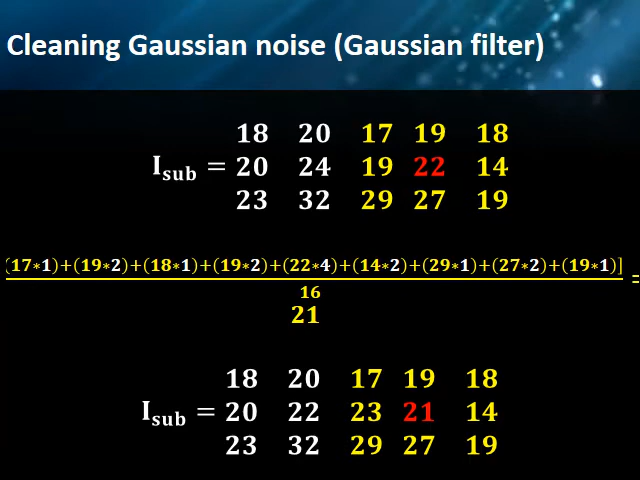 Cleaning Gaussian noise (Gaussian filter)
18 20 17 19 18
I_sub = 20 24 19 22 14
23 32 29 27 19
(17*1)+(19*2)+(18*1)+(19*2)+(22*4)+(14*2)+(29*1)+(27*2)+(19*1)]
16
=
21
18 20 17 19 18
I_sub = 20 22 23 21 14
23 32 29 27 19